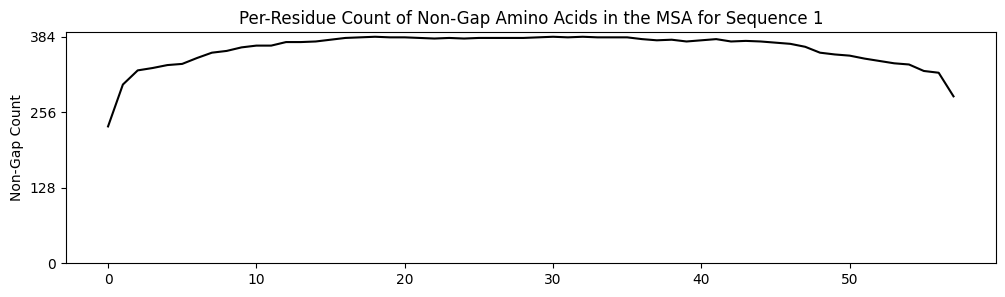 Per-Residue Count of Non-Gap Amino Acids in the MSA for Sequence 1
Non-Gap Count
384
256
128
0
0 10 20 30 40 50